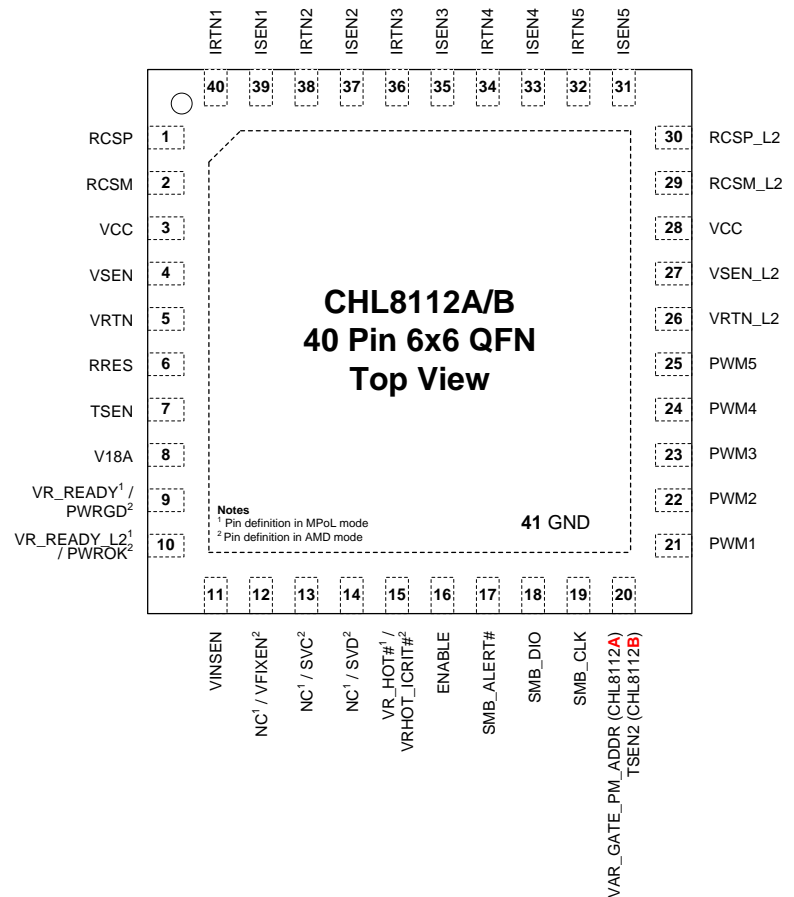 IRTN1
ISEN1
IRTN2
ISEN2
IRTN3
ISEN3
IRTN4
ISEN4
IRTN5
ISEN5
40
39
38
37
36
35
34
33
32
31
RCSP 1
RCSM 2
VCC 3
VSEN 4
VRTN 5
RRES 6
TSEN 7
V18A 8
VR_READY¹ /
PWRGD²
9
VR_READY_L2¹
/ PWROK²
10
CHL8112A/B
40 Pin 6x6 QFN
Top View
Notes
¹ Pin definition in MPoL mode
² Pin definition in AMD mode
41 GND
30 RCSP_L2
29 RCSM_L2
28 VCC
27 VSEN_L2
26 VRTN_L2
25 PWM5
24 PWM4
23 PWM3
22 PWM2
21 PWM1
11
12
13
14
15
16
17
18
19
20
VINSEN
NC¹ / VFIXEN²
NC¹ / SVC²
NC¹ / SVD²
VR_HOT#¹ /
VRHOT_ICRIT#²
ENABLE
SMB_ALERT#
SMB_DIO
SMB_CLK
VAR_GATE_PM_ADDR (CHL8112A)
TSEN2 (CHL8112B)